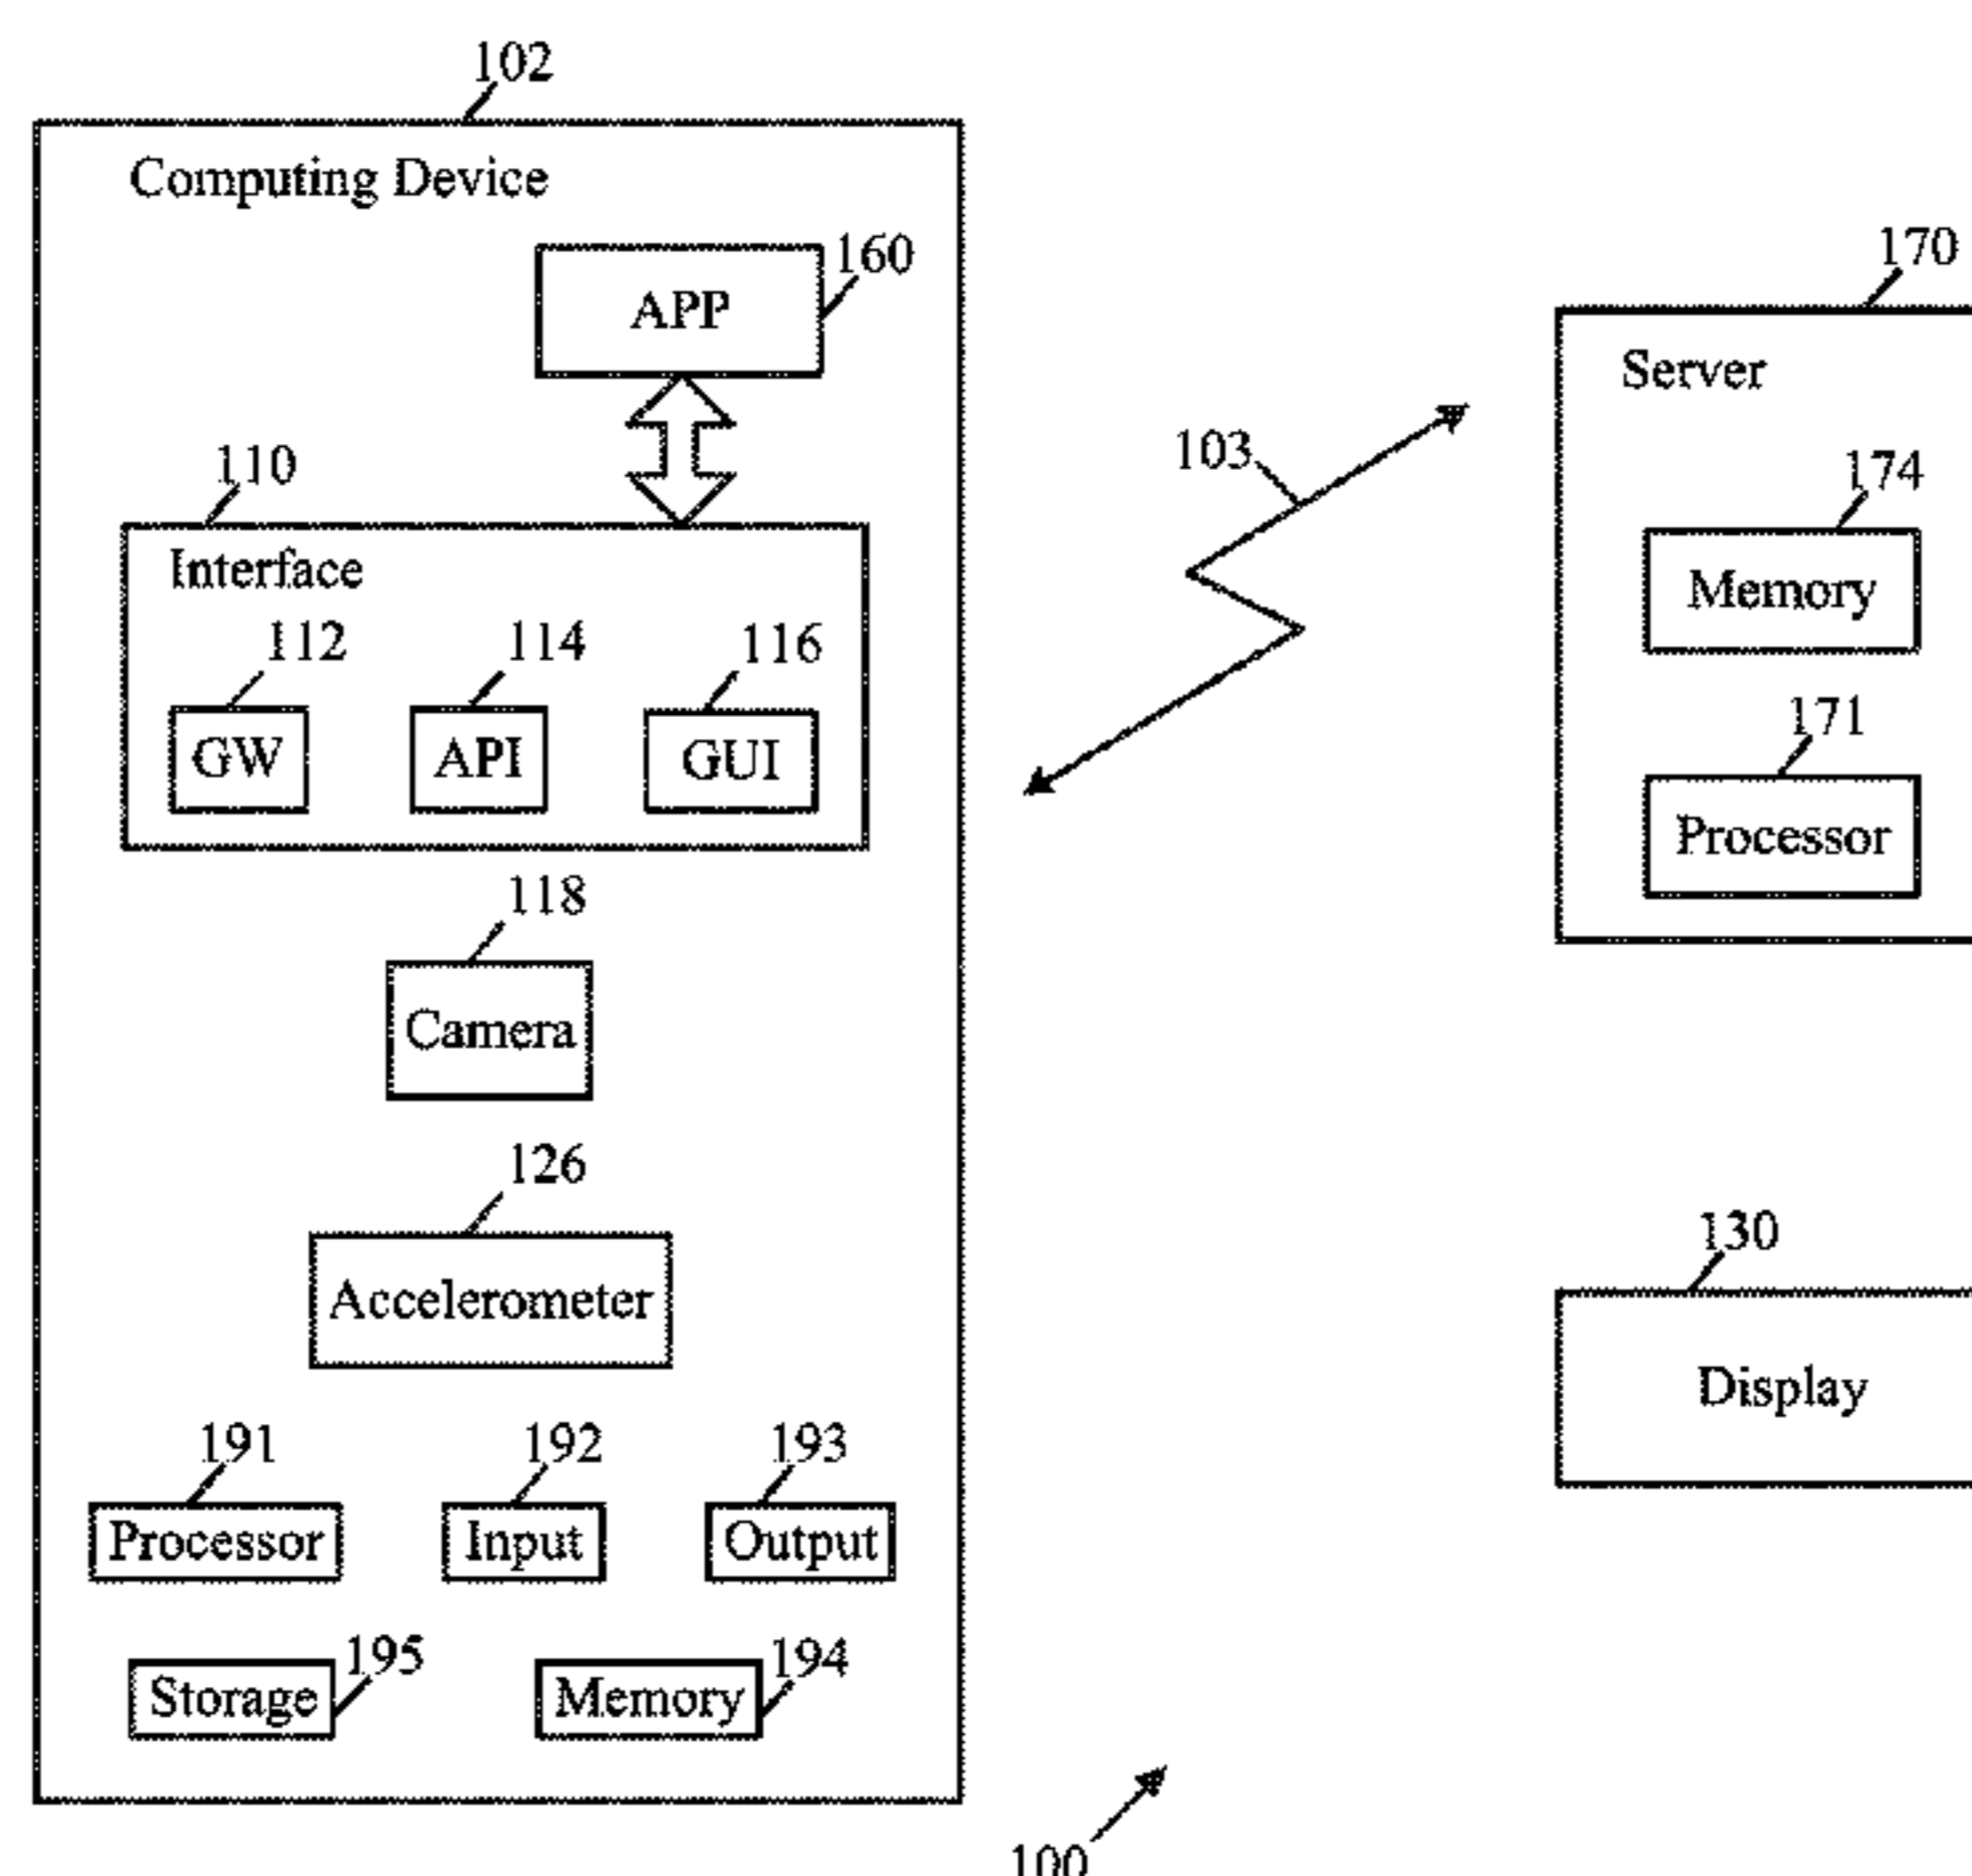 102
Computing Device
160
APP
110
Interface
112 114 116
GW API GUI
118
Camera
126
Accelerometer
191 192 193
Processor Input Output
195 194
Storage Memory
103
170
Server
174
Memory
171
Processor
130
Display
100